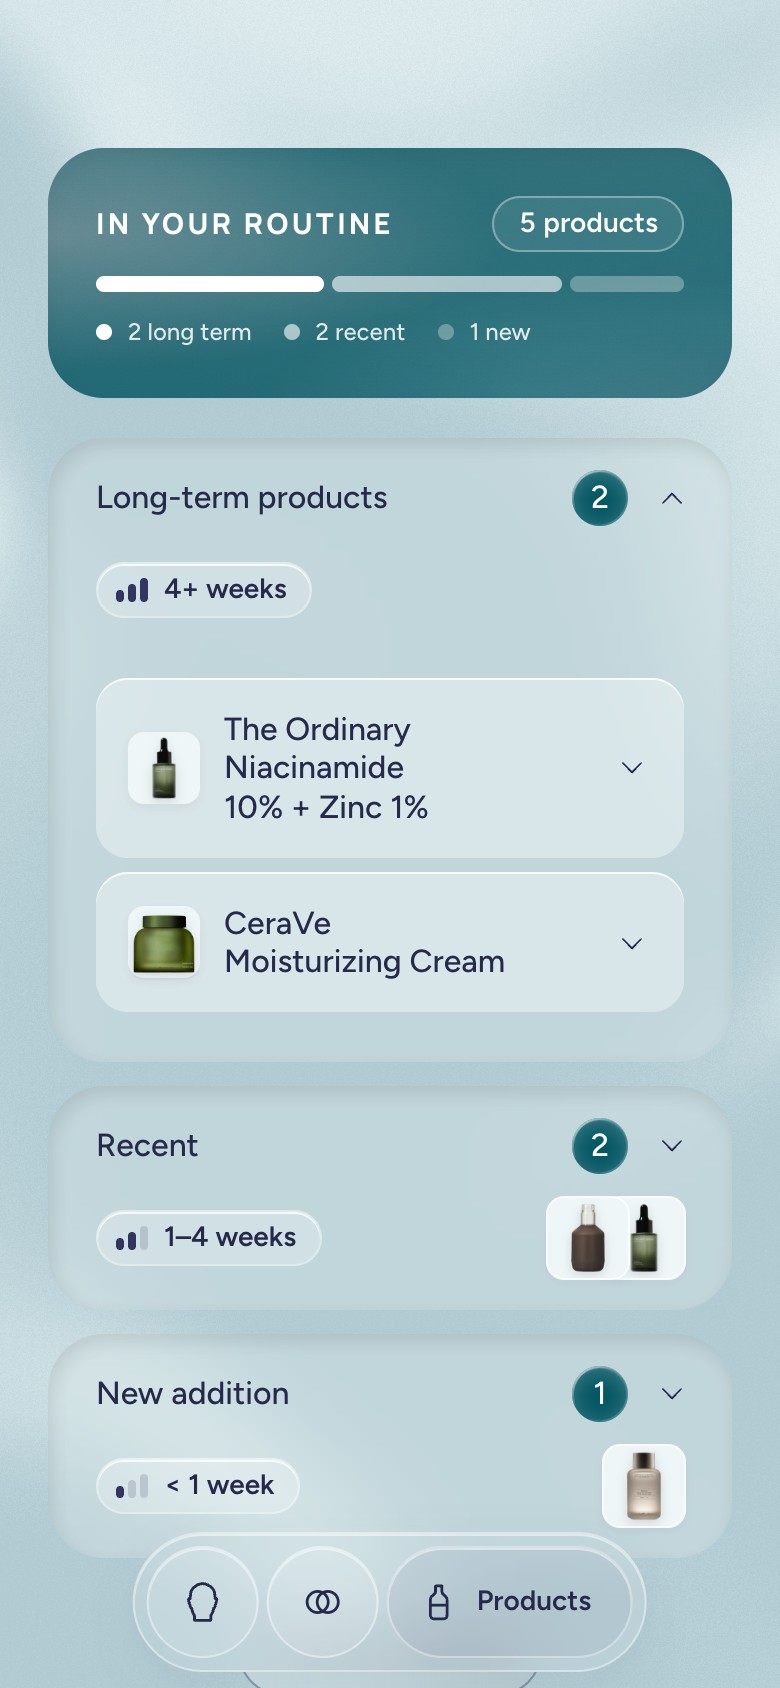 IN YOUR ROUTINE
5 products
2 long term
2 recent
1 new
Long-term products
2
4+ weeks
The Ordinary
Niacinamide
10% + Zinc 1%
CeraVe
Moisturizing Cream
Recent
2
1–4 weeks
New addition
1
< 1 week
Products